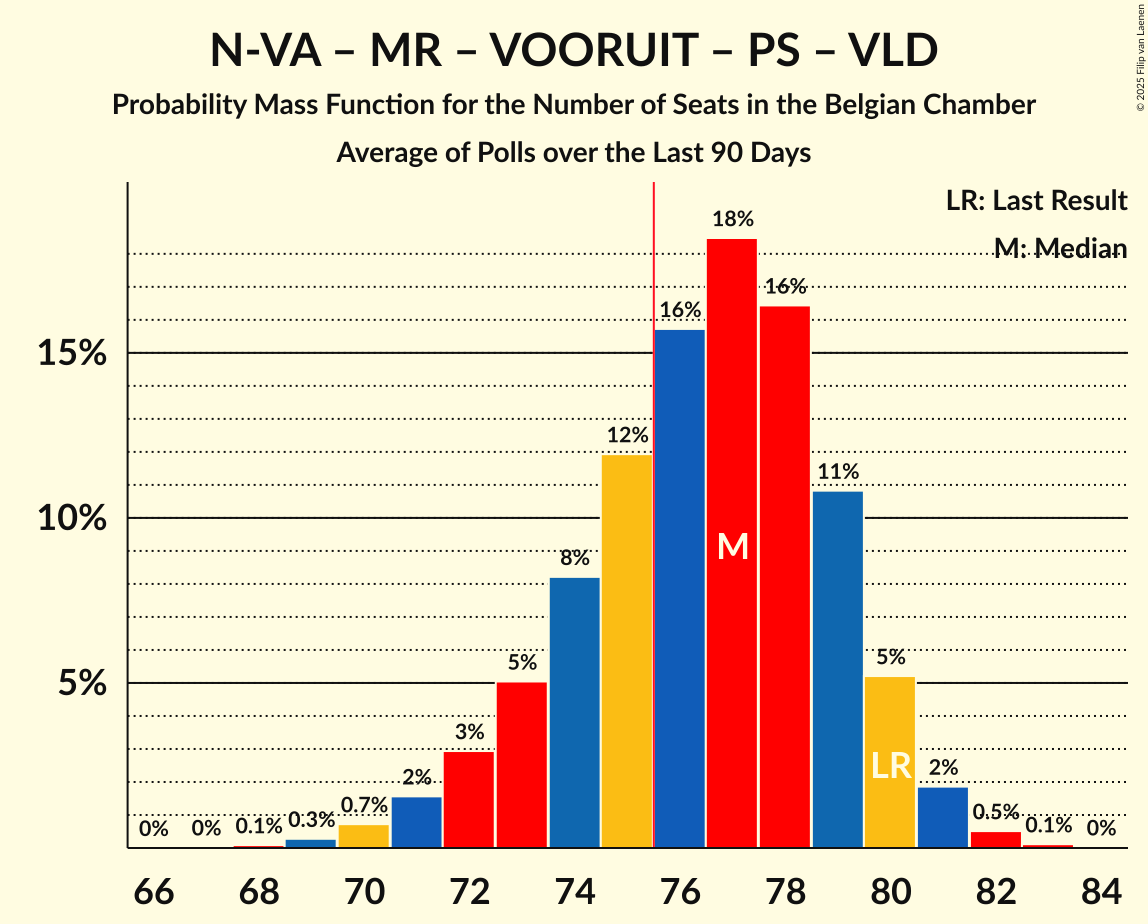 N-VA – MR – VOORUIT – PS – VLD
Probability Mass Function for the Number of Seats in the Belgian Chamber
Average of Polls over the Last 90 Days
© 2025 Filip van Laenen
LR: Last Result
M: Median
18%
16%
16%
15%
12%
11%
10%
M
8%
5%
5%
5%
3%
LR
2%
2%
0.7%
0.5%
0.3%
0.1%
0.1%
0%
0%
0%
66 68 70 72 74 76 78 80 82 84